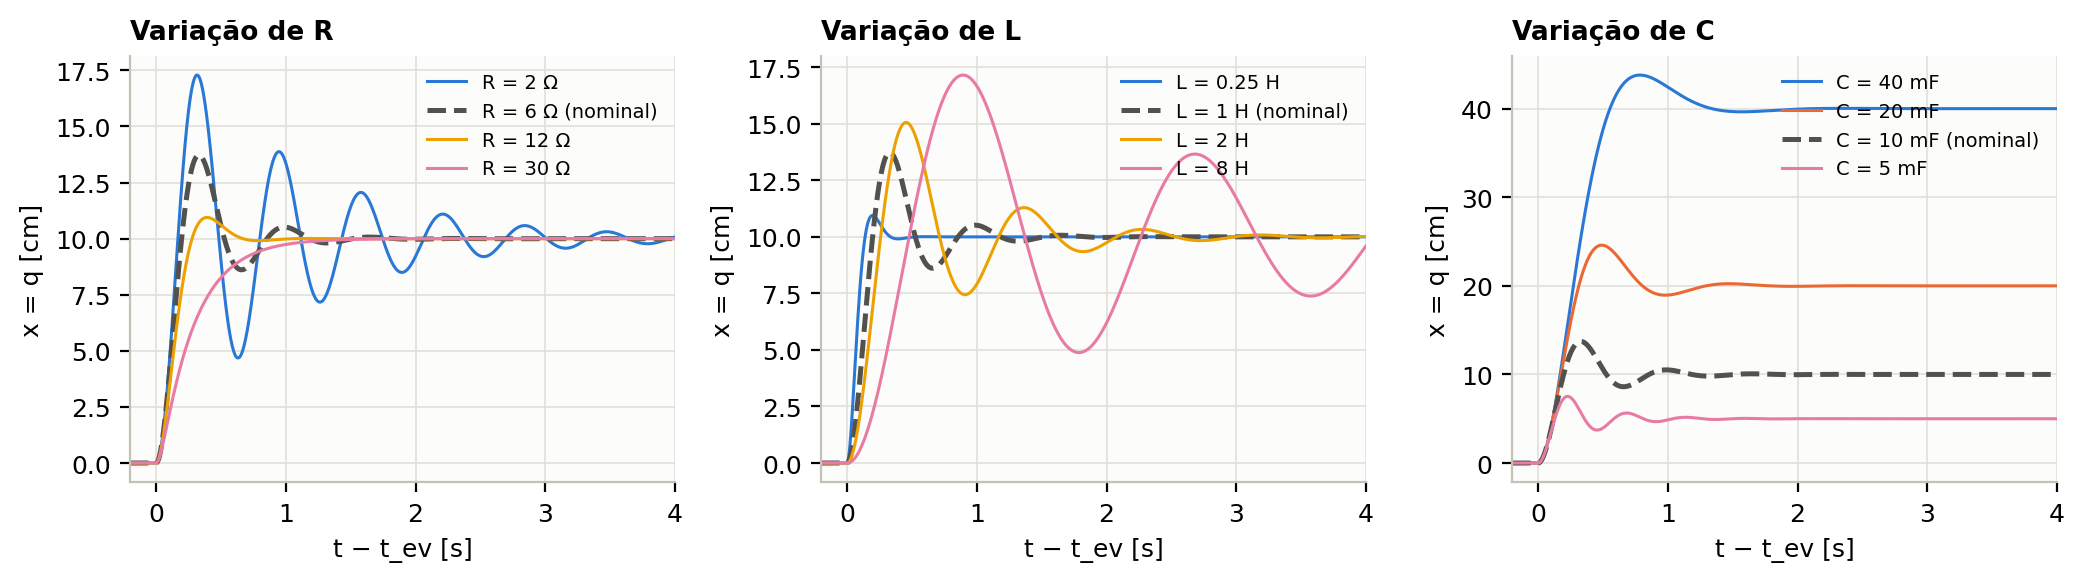 Variação de R
17.5
15.0
12.5
10.0
7.5
5.0
2.5
0.0
x = q [cm]
R = 2 Ω
R = 6 Ω (nominal)
R = 12 Ω
R = 30 Ω
0 1 2 3 4
t − t_ev [s]
Variação de L
17.5
15.0
12.5
10.0
7.5
5.0
2.5
0.0
x = q [cm]
L = 0.25 H
L = 1 H (nominal)
L = 2 H
L = 8 H
0 1 2 3 4
t − t_ev [s]
Variação de C
40
30
20
10
0
x = q [cm]
C = 40 mF
C = 20 mF
C = 10 mF (nominal)
C = 5 mF
0 1 2 3 4
t − t_ev [s]